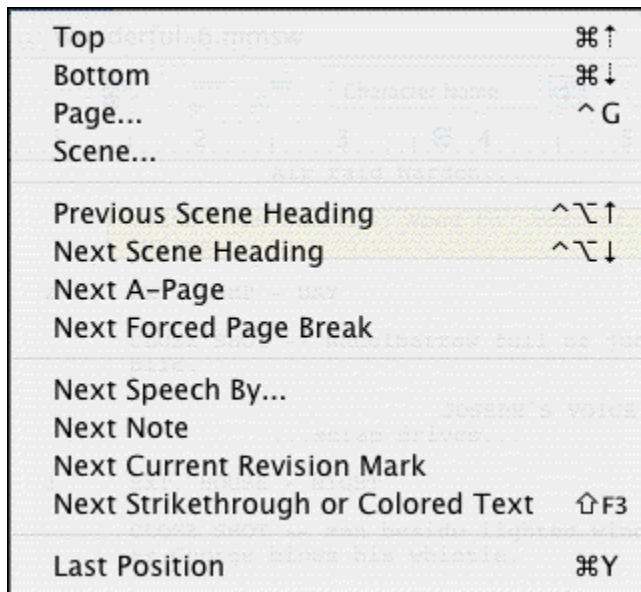 Top ⌘⇡
Bottom ⌘⇣
Page... ^G
Scene...
Previous Scene Heading ^⌥↑
Next Scene Heading ^⌥↓
Next A-Page
Next Forced Page Break
Next Speech By...
Next Note
Next Current Revision Mark
Next Strikethrough or Colored Text ⇧F3
Last Position ⌘Y